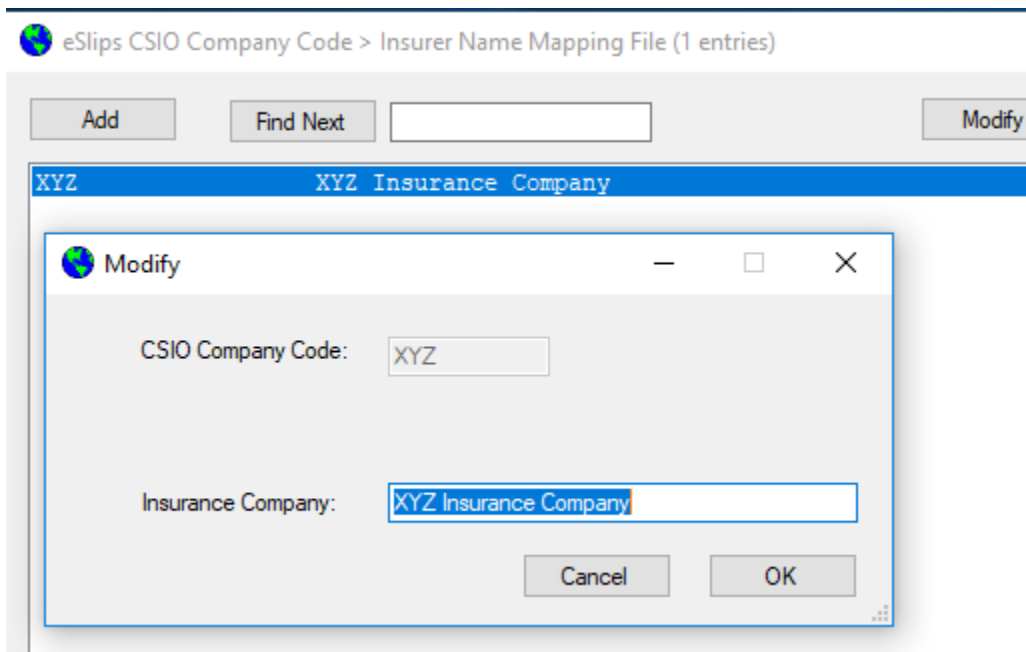 eSlips CSIO Company Code > Insurer Name Mapping File (1 entries)
Add Find Next Modify
XYZ XYZ Insurance Company
Modify
CSIO Company Code: XYZ
Insurance Company: XYZ Insurance Company
Cancel OK